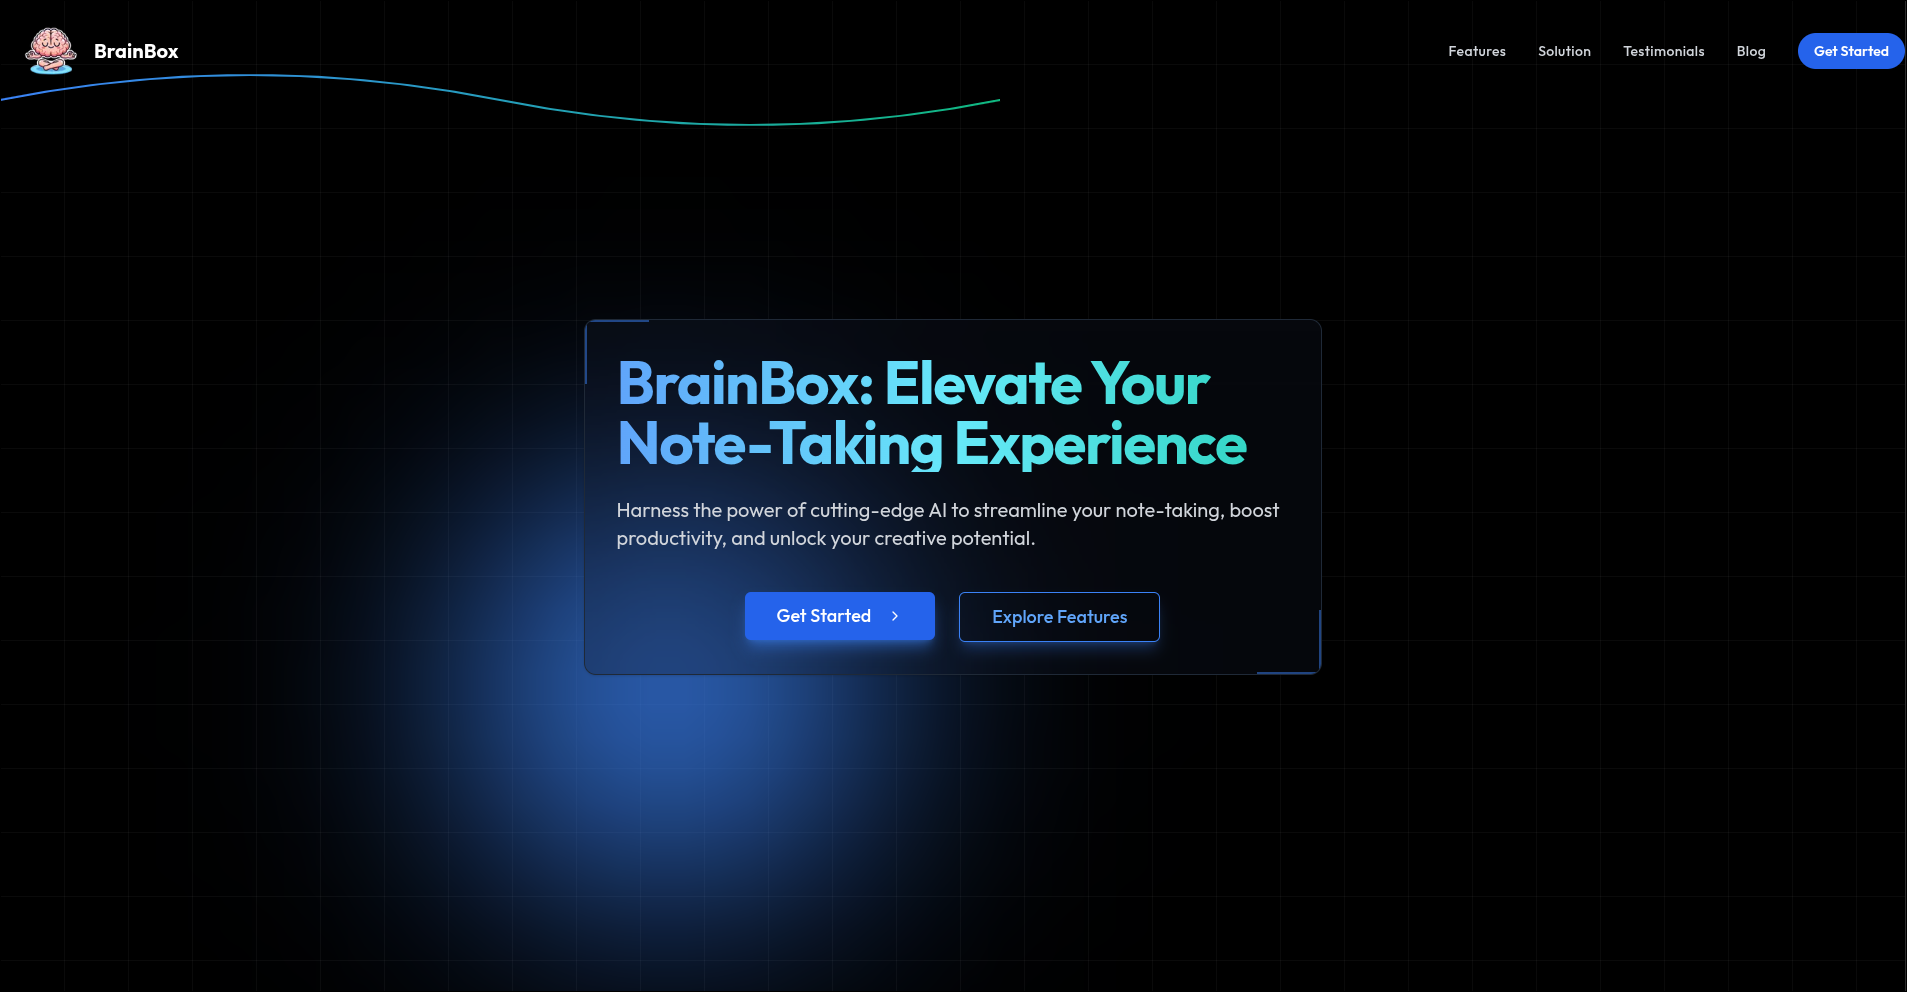 BrainBox
Features
Solution
Testimonials
Blog
Get Started
BrainBox: Elevate Your
Note-Taking Experience
Harness the power of cutting-edge AI to streamline your note-taking, boost
productivity, and unlock your creative potential.
Get Started
Explore Features